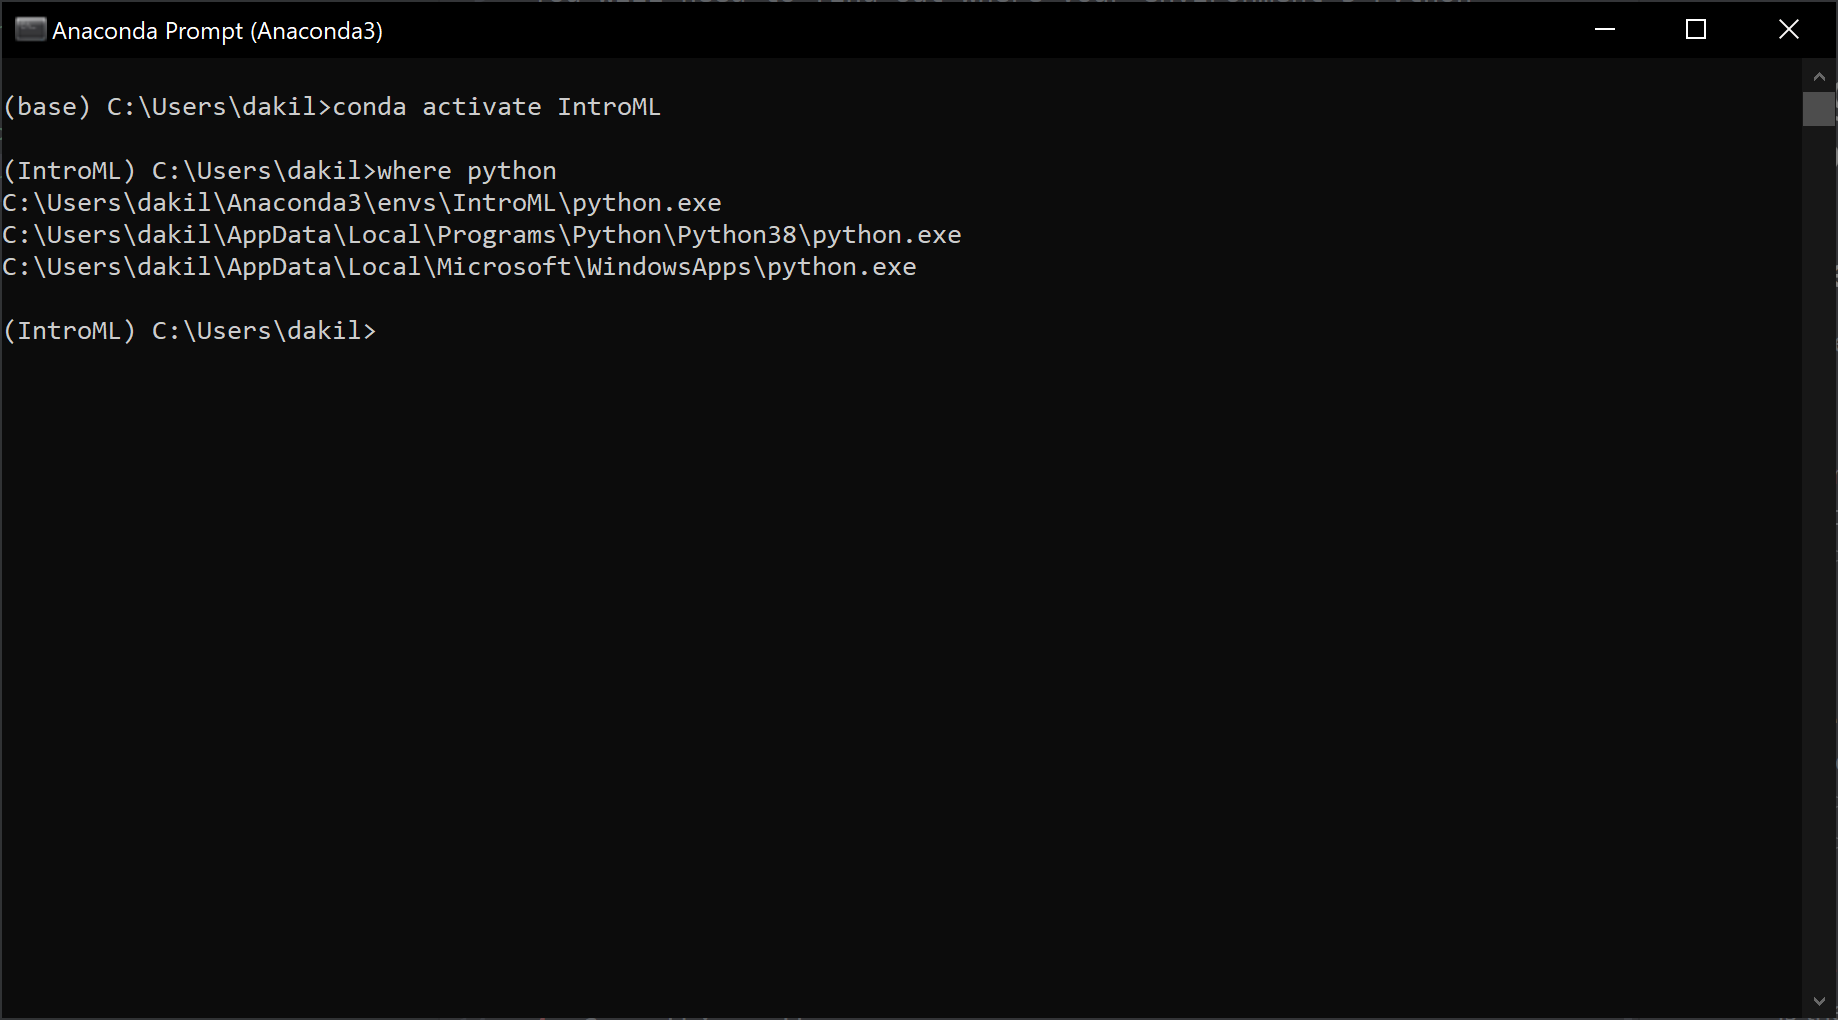 Anaconda Prompt (Anaconda3)
(base) C:\Users\dakil>conda activate IntroML
(IntroML) C:\Users\dakil>where python
C:\Users\dakil\Anaconda3\envs\IntroML\python.exe
C:\Users\dakil\AppData\Local\Programs\Python\Python38\python.exe
C:\Users\dakil\AppData\Local\Microsoft\WindowsApps\python.exe
(IntroML) C:\Users\dakil>